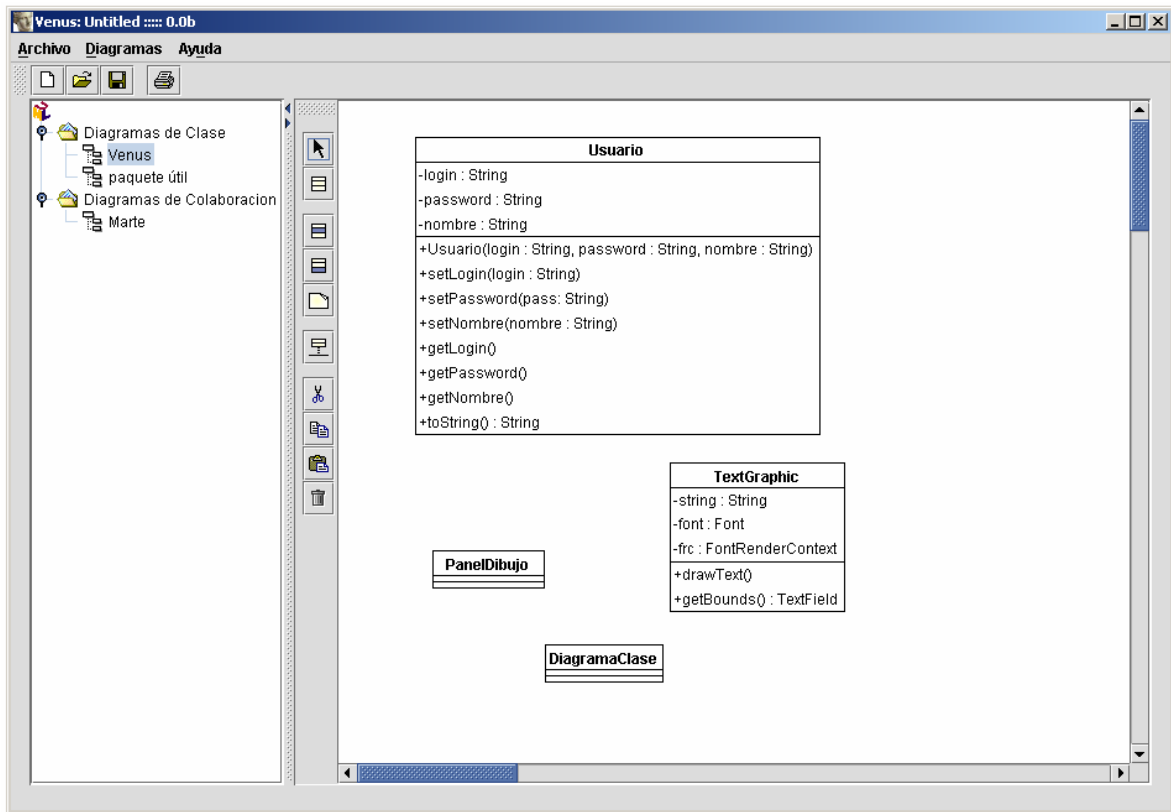 Venus: Untitled ::::: 0.0b
Archivo Diagramas Ayuda
Diagramas de Clase
Venus
paquete útil
Diagramas de Colaboracion
Marte
Usuario
-login : String
-password : String
-nombre : String
+Usuario(login : String, password : String, nombre : String)
+setLogin(login : String)
+setPassword(pass: String)
+setNombre(nombre : String)
+getLogin()
+getPassword()
+getNombre()
+toString() : String
TextGraphic
-string : String
-font : Font
-frc : FontRenderContext
+drawText()
+getBounds() : TextField
PanelDibujo
DiagramaClase